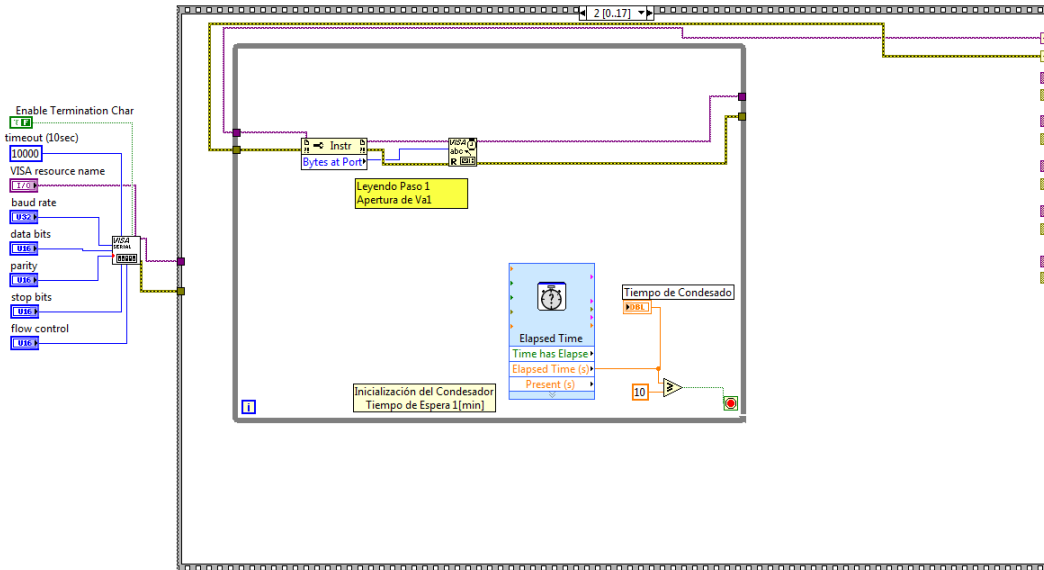 2 [0..17]
Enable Termination Char
T F
timeout (10sec)
10000
VISA resource name
I/O
baud rate
U32
data bits
U16
parity
U16
stop bits
U16
flow control
U16
VISA
SERIAL
Instr
Bytes at Port
VISA
abc
R
Leyendo Paso 1
Apertura de Va1
?
Elapsed Time
Time has Elapse
Elapsed Time (s)
Present (s)
Tiempo de Condesado
DBL
10
≥
Inicialización del Condesador
Tiempo de Espera 1[min]
i